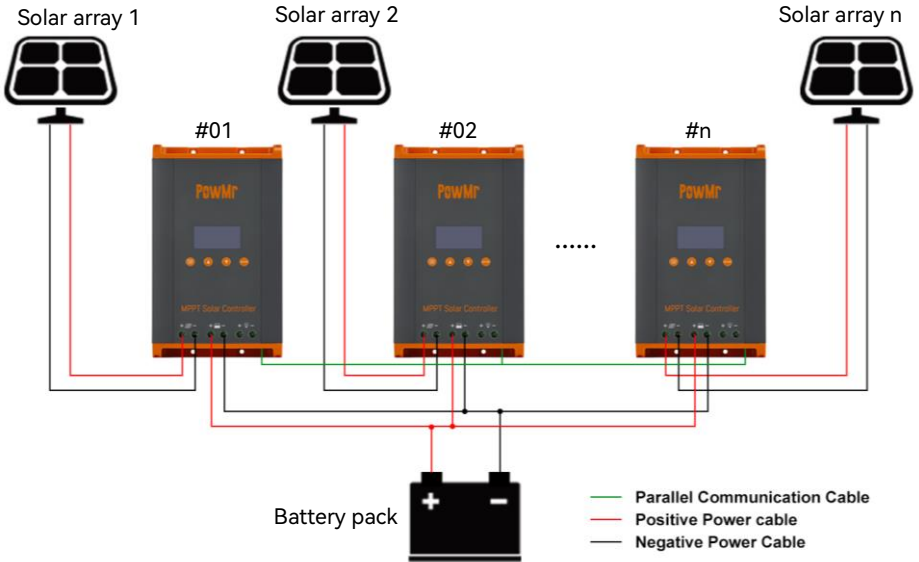 Solar array 1
Solar array 2
Solar array n
#01
#02
#n
PowMr
PowMr
PowMr
......
MPPT Solar Controller
MPPT Solar Controller
MPPT Solar Controller
+ -
Battery pack
Parallel Communication Cable
Positive Power cable
Negative Power Cable